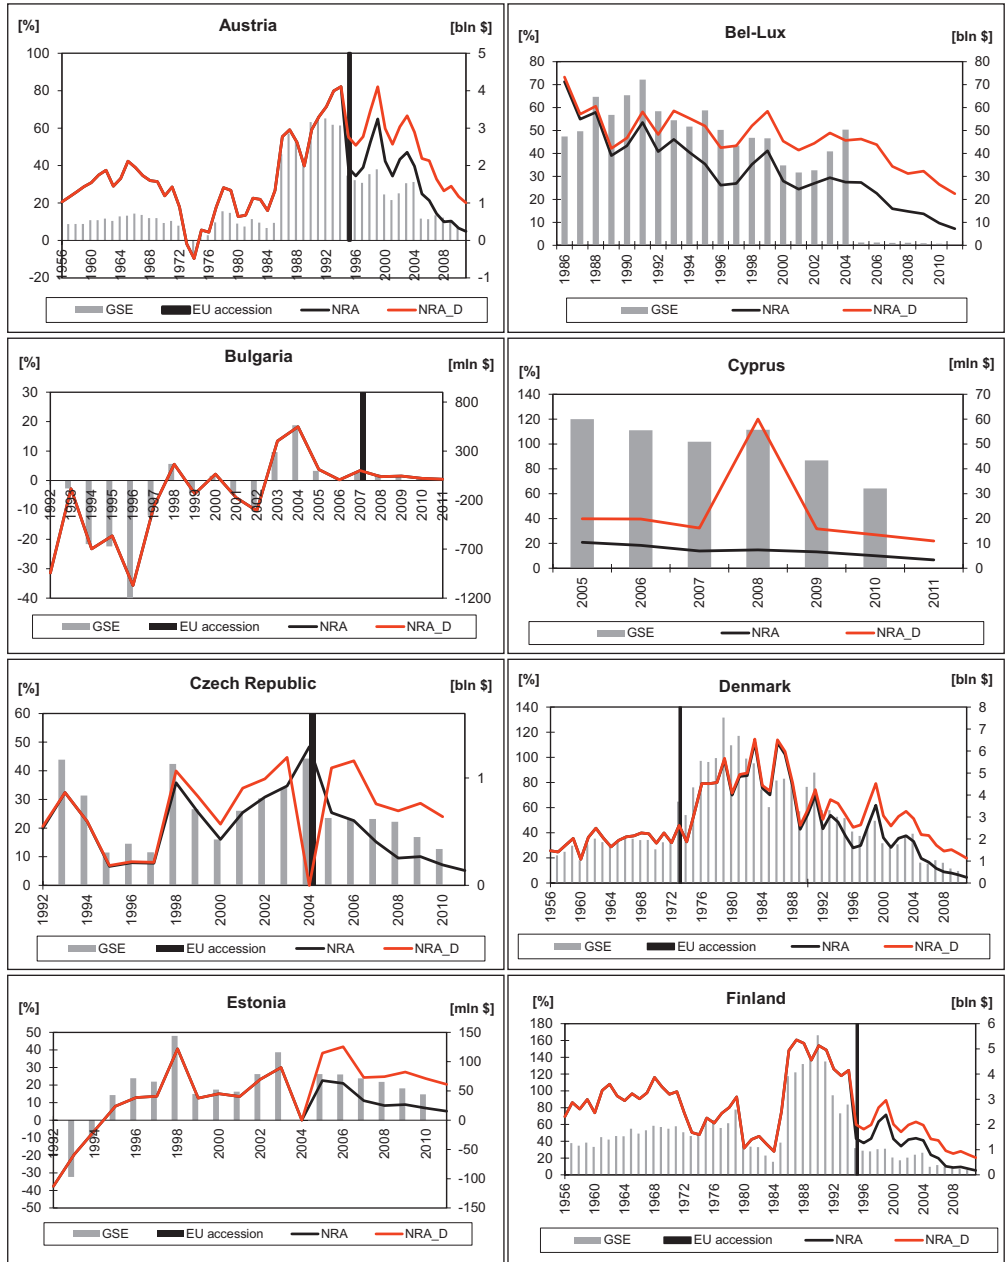 Austria
[%] [bln $]
100 80 60 40 20 0 -20
5 4 3 2 1 0 -1
1956 1960 1964 1968 1972 1976 1980 1984 1988 1992 1996 2000 2004 2008
GSE EU accession NRA NRA_D
Bel-Lux
[%] [bln $]
80 70 60 50 40 30 20 10 0
80 70 60 50 40 30 20 10 0
1986 1988 1990 1992 1994 1996 1998 2000 2002 2004 2006 2008 2010
GSE NRA NRA_D
Bulgaria
[%] [mln $]
30 20 10 0 -10 -20 -30 -40
800 300 -200 -700 -1200
1992 1993 1994 1995 1996 1997 1998 1999 2000 2001 2002 2003 2004 2005 2006 2007 2008 2009 2010 2011
GSE EU accession NRA NRA_D
Cyprus
[%] [mln $]
140 120 100 80 60 40 20 0
70 60 50 40 30 20 10 0
2005 2006 2007 2008 2009 2010 2011
GSE NRA NRA_D
Czech Republic
[%] [bln $]
60 50 40 30 20 10 0
1 0
1992 1994 1996 1998 2000 2002 2004 2006 2008 2010
GSE EU accession NRA NRA_D
Denmark
[%] [bln $]
140 120 100 80 60 40 20 0
8 7 6 5 4 3 2 1 0
1956 1960 1964 1968 1972 1976 1980 1984 1988 1992 1996 2000 2004 2008
GSE EU accession NRA NRA_D
Estonia
[%] [mln $]
50 40 30 20 10 0 -10 -20 -30 -40 -50
150 100 50 0 -50 -100 -150
1992 1994 1996 1998 2000 2002 2004 2006 2008 2010
GSE EU accession NRA NRA_D
Finland
[%] [bln $]
180 160 140 120 100 80 60 40 20 0
6 5 4 3 2 1 0
1956 1960 1964 1968 1972 1976 1980 1984 1988 1992 1996 2000 2004 2008
GSE EU accession NRA NRA_D